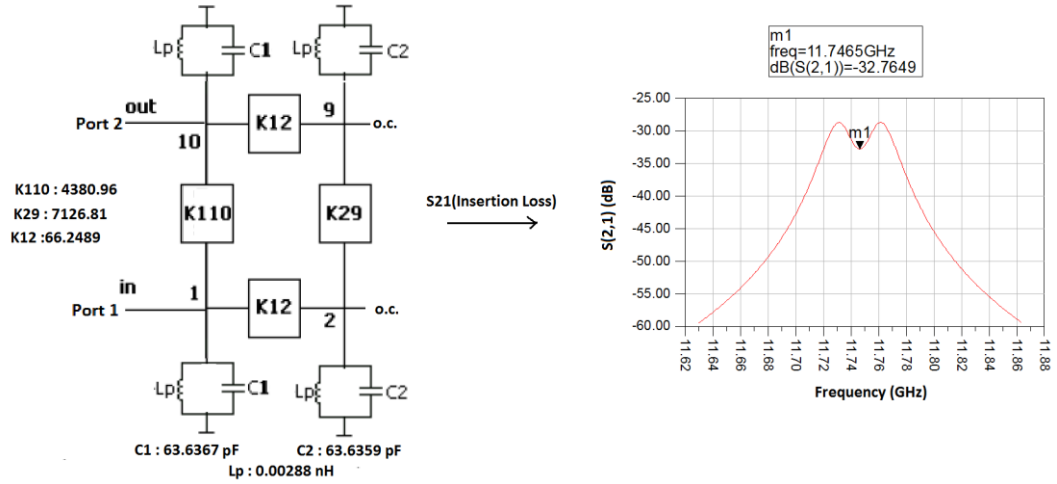 Lp
C1
Lp
C2
out
Port 2
10
K12
9
o.c.
K110 : 4380.96
K29 : 7126.81
K12 :66.2489
K110
K29
in
Port 1
1
K12
2
o.c.
Lp
C1
Lp
C2
C1 : 63.6367 pF
C2 : 63.6359 pF
Lp : 0.00288 nH
S21(Insertion Loss)
m1
freq=11.7465GHz
dB(S(2,1))=-32.7649
S(2,1) (dB)
-25.00
-30.00
-35.00
-40.00
-45.00
-50.00
-55.00
-60.00
m1
11.62
11.64
11.66
11.68
11.70
11.72
11.74
11.76
11.78
11.80
11.82
11.84
11.86
11.88
Frequency (GHz)